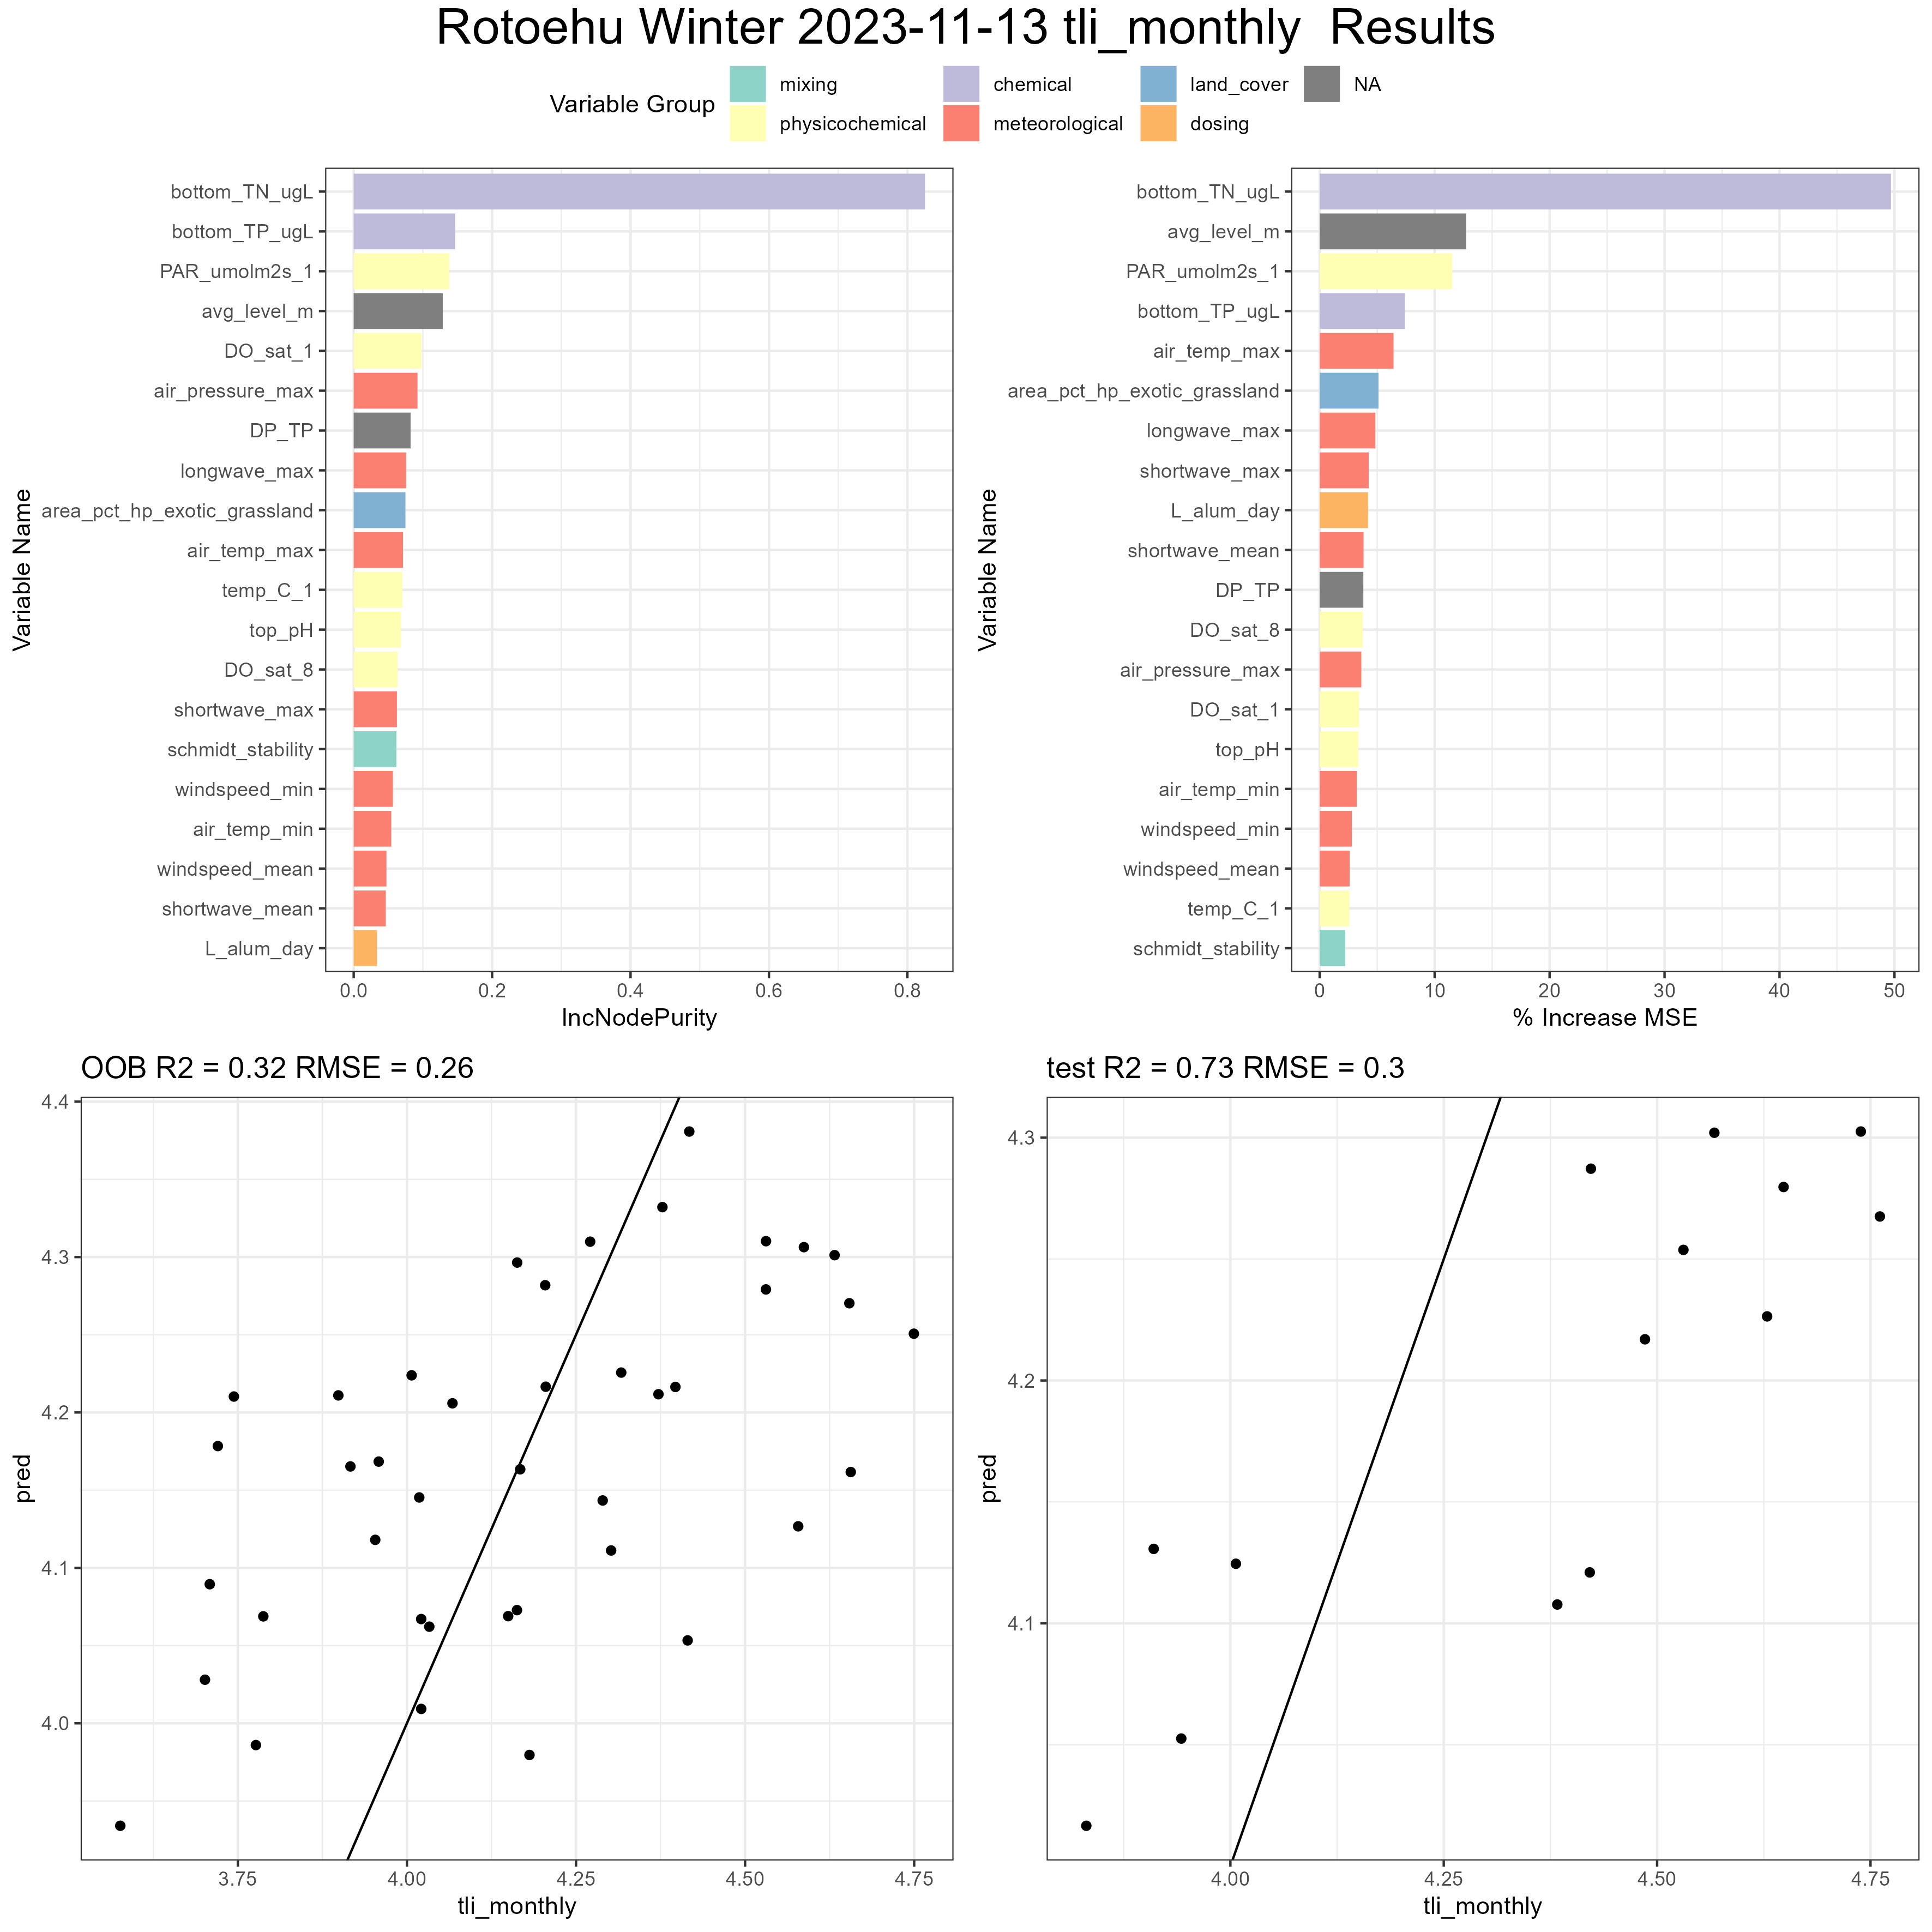 Rotoehu Winter 2023-11-13 tli_monthly  Results
Variable Group
mixing
chemical
land_cover
NA
physicochemical
meteorological
dosing
Variable Name
bottom_TN_ugL
bottom_TP_ugL
PAR_umolm2s_1
avg_level_m
DO_sat_1
air_pressure_max
DP_TP
longwave_max
area_pct_hp_exotic_grassland
air_temp_max
temp_C_1
top_pH
DO_sat_8
shortwave_max
schmidt_stability
windspeed_min
air_temp_min
windspeed_mean
shortwave_mean
L_alum_day
0.0 0.2 0.4 0.6 0.8
IncNodePurity
Variable Name
bottom_TN_ugL
avg_level_m
PAR_umolm2s_1
bottom_TP_ugL
air_temp_max
area_pct_hp_exotic_grassland
longwave_max
shortwave_max
L_alum_day
shortwave_mean
DP_TP
DO_sat_8
air_pressure_max
DO_sat_1
top_pH
air_temp_min
windspeed_min
windspeed_mean
temp_C_1
schmidt_stability
0 10 20 30 40 50
% Increase MSE
OOB R2 = 0.32 RMSE = 0.26
pred
4.4
4.3
4.2
4.1
4.0
3.75 4.00 4.25 4.50 4.75
tli_monthly
test R2 = 0.73 RMSE = 0.3
pred
4.3
4.2
4.1
4.00 4.25 4.50 4.75
tli_monthly